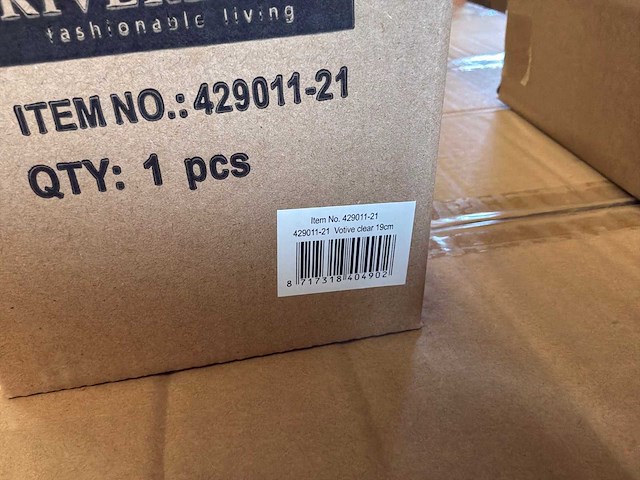 fashionable living
ITEM NO.: 429011-21
QTY: 1 pcs
Item No. 429011-21
429011-21 Votive clear 19cm
8 717318 404902